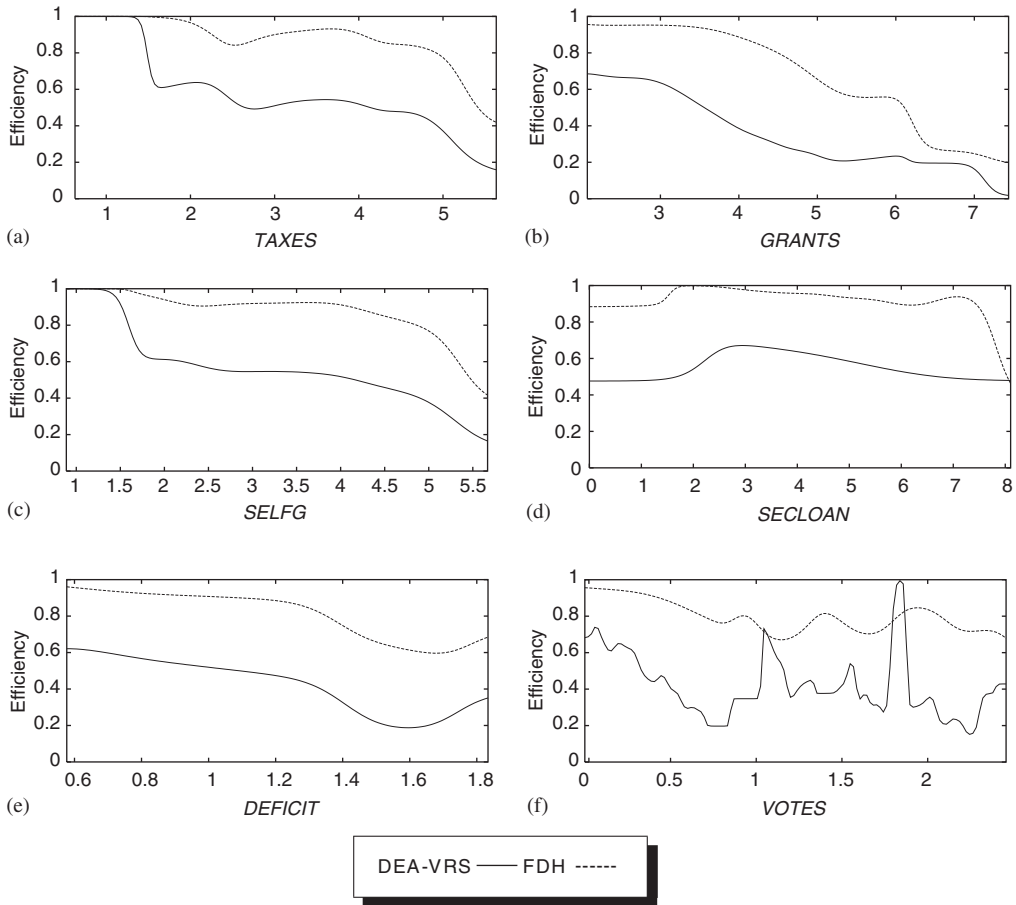 1
0.8
0.6
0.4
0.2
0
Efficiency
1 2 3 4 5
(a)
TAXES
1
0.8
0.6
0.4
0.2
0
Efficiency
3 4 5 6 7
(b)
GRANTS
1
0.8
0.6
0.4
0.2
0
Efficiency
1 1.5 2 2.5 3 3.5 4 4.5 5 5.5
(c)
SELFG
1
0.8
0.6
0.4
0.2
0
Efficiency
0 1 2 3 4 5 6 7 8
(d)
SECLOAN
1
0.8
0.6
0.4
0.2
0
Efficiency
0.6 0.8 1 1.2 1.4 1.6 1.8
(e)
DEFICIT
1
0.8
0.6
0.4
0.2
0
Efficiency
0 0.5 1 1.5 2
(f)
VOTES
DEA-VRS FDH